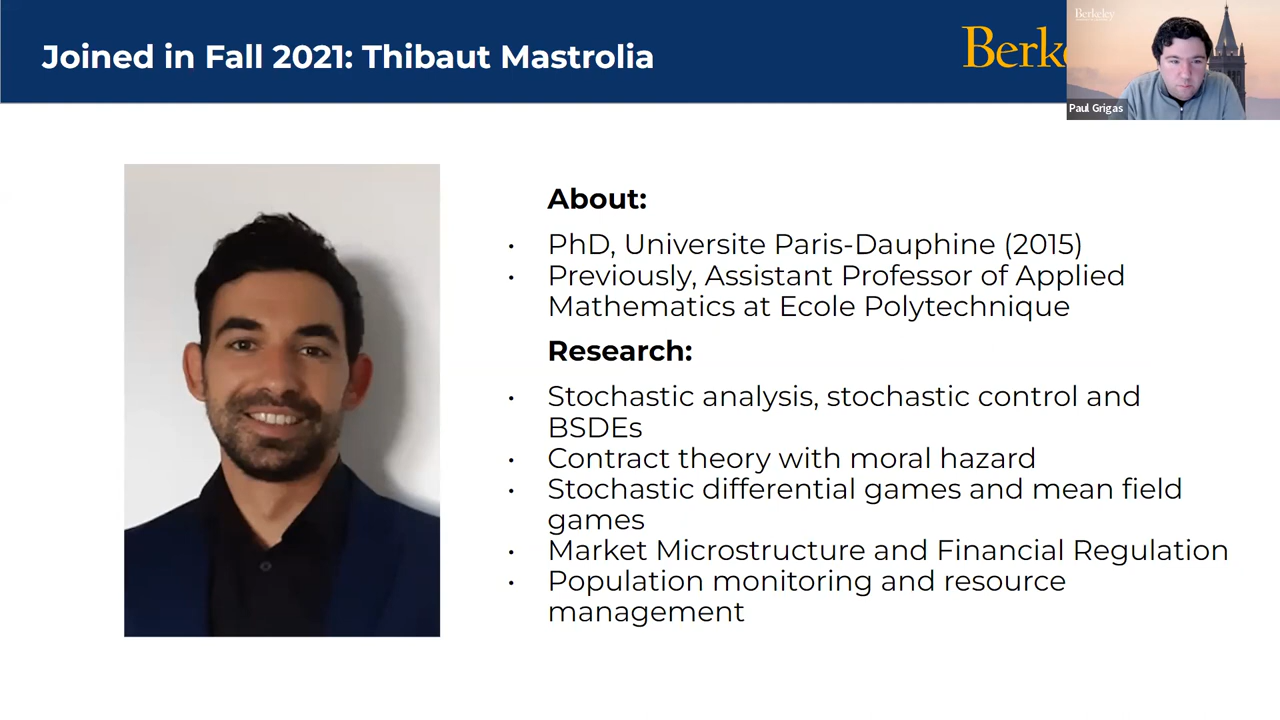 Joined in Fall 2021: Thibaut Mastrolia
Berkeley
Paul Grigas
About:
• PhD, Universite Paris-Dauphine (2015)
• Previously, Assistant Professor of Applied
Mathematics at Ecole Polytechnique
Research:
• Stochastic analysis, stochastic control and
BSDEs
• Contract theory with moral hazard
• Stochastic differential games and mean field
games
• Market Microstructure and Financial Regulation
• Population monitoring and resource
management